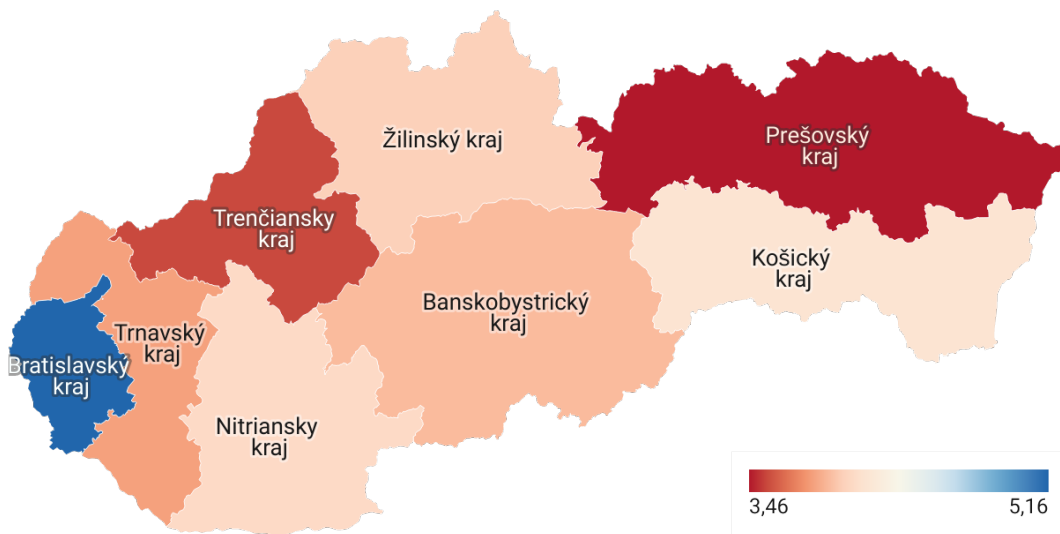 Žilinský kraj
Prešovský
kraj
Trenčiansky
kraj
Košický
kraj
Banskobystrický
kraj
Trnavský
kraj
Bratislavský
kraj
Nitriansky
kraj
3,46 5,16